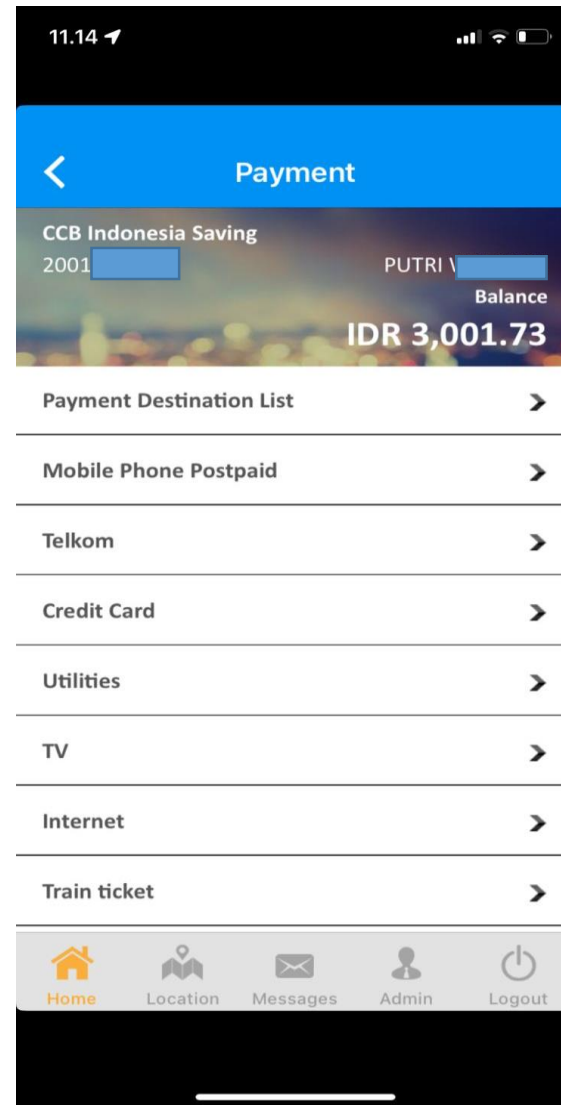 11.14
Payment
CCB Indonesia Saving
2001
PUTRI
Balance
IDR 3,001.73
Payment Destination List
Mobile Phone Postpaid
Telkom
Credit Card
Utilities
TV
Internet
Train ticket
Home Location Messages Admin Logout